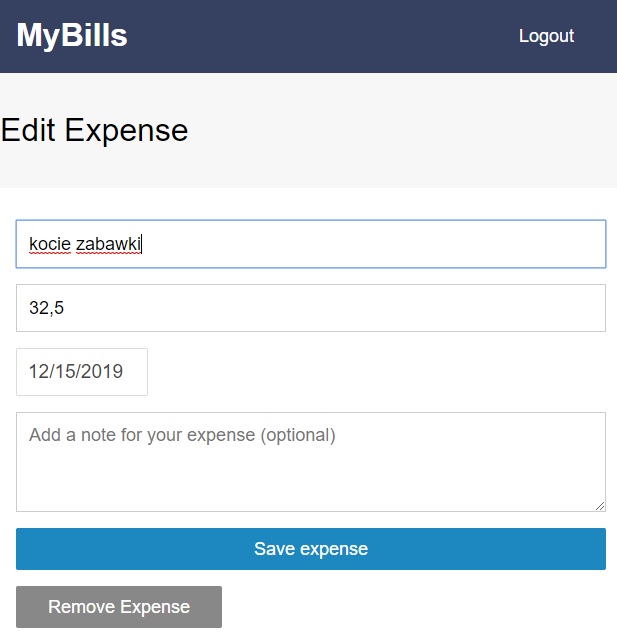 MyBills
Logout
Edit Expense
kocie zabawki
32,5
12/15/2019
Add a note for your expense (optional)
Save expense
Remove Expense